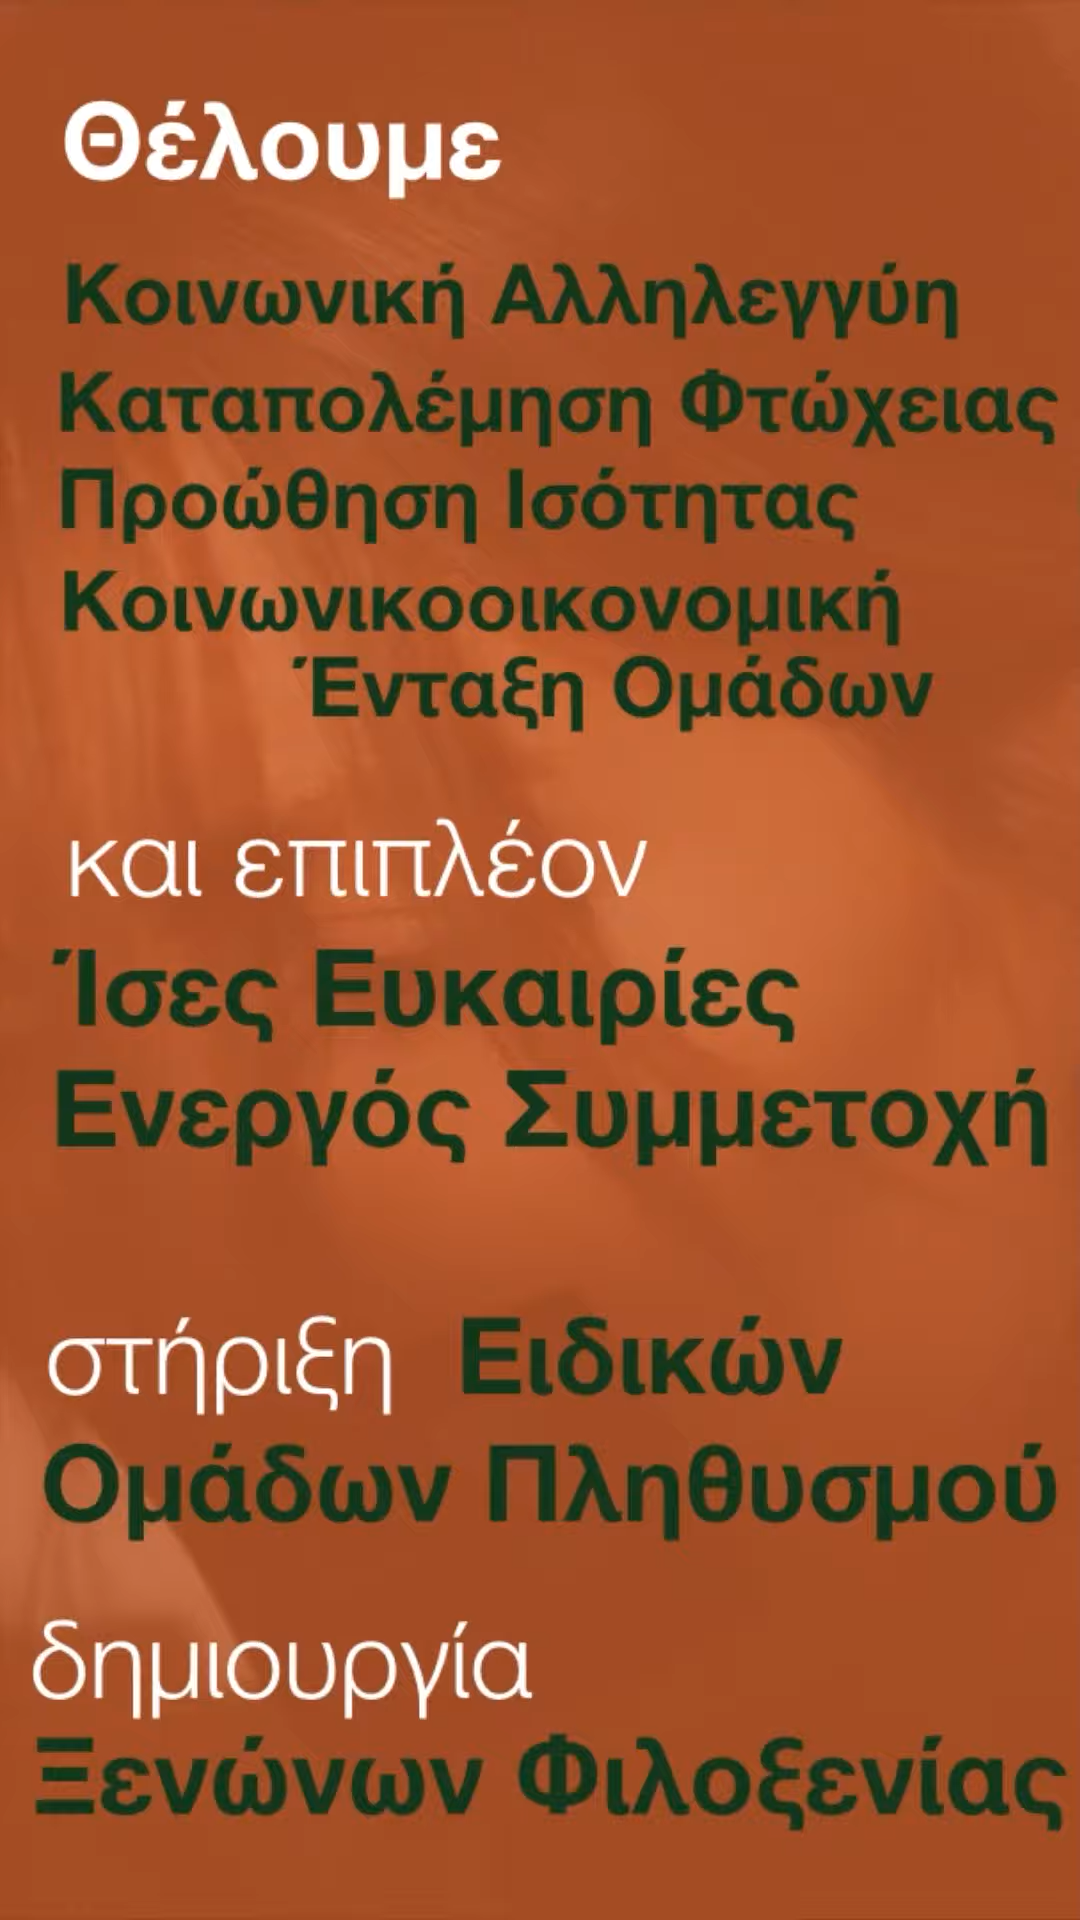 Θέλουμε
Κοινωνική Αλληλεγγύη
Καταπολέμηση Φτώχειας
Προώθηση Ισότητας
Κοινωνικοοικονομική
Ένταξη Ομάδων
και επιπλέον
Ίσες Ευκαιρίες
Ενεργός Συμμετοχή
στήριξη Ειδικών
Ομάδων Πληθυσμού
δημιουργία
Ξενώνων Φιλοξενίας